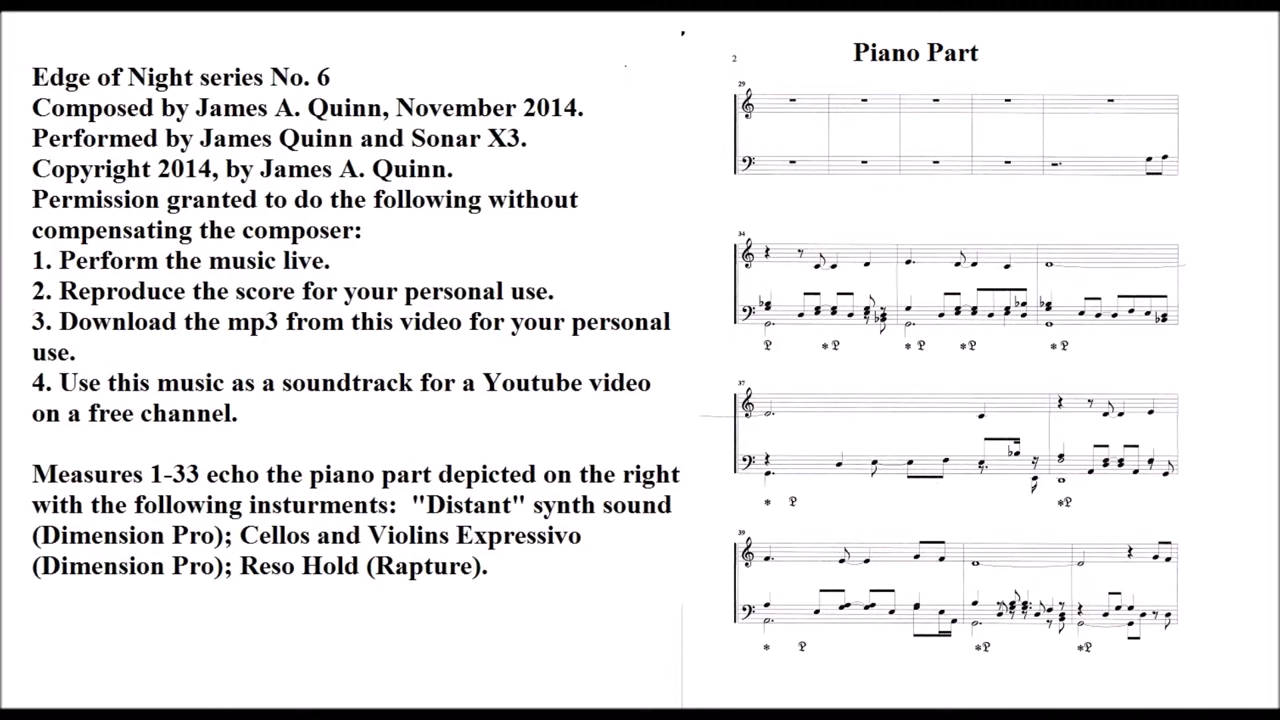 Edge of Night series No. 6
Composed by James A. Quinn, November 2014.
Performed by James Quinn and Sonar X3.
Copyright 2014, by James A. Quinn.
Permission granted to do the following without
compensating the composer:
1. Perform the music live.
2. Reproduce the score for your personal use.
3. Download the mp3 from this video for your personal
use.
4. Use this music as a soundtrack for a Youtube video
on a free channel.
Measures 1-33 echo the piano part depicted on the right
with the following insturments: "Distant" synth sound
(Dimension Pro); Cellos and Violins Expressivo
(Dimension Pro); Reso Hold (Rapture).
Piano Part
2
29
34
37
39